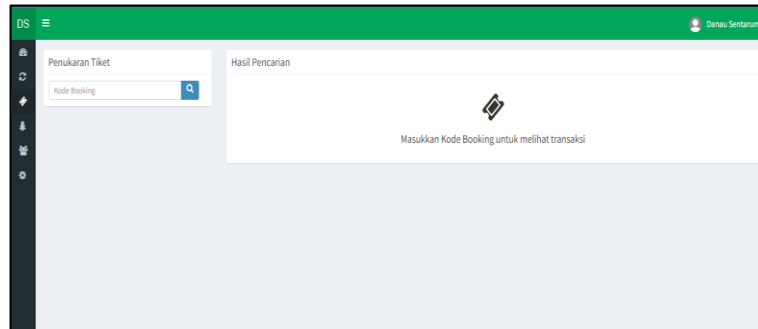 DS
Danau Sentarum
Penukaran Tiket
Kode Booking
Hasil Pencarian
Masukkan Kode Booking untuk melihat transaksi